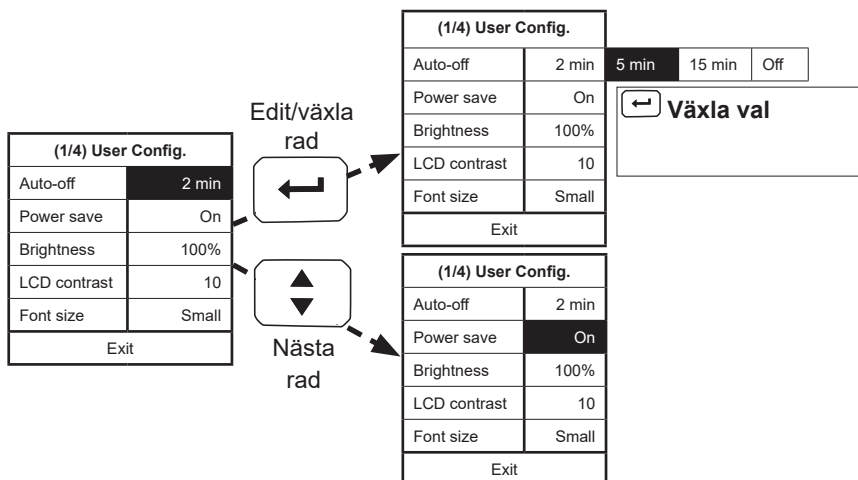 (1/4) User Config.
Auto-off 2 min 5 min 15 min Off
Power save On
Brightness 100%
LCD contrast 10
Font size Small
Exit
Växla val
Edit/växla
rad
(1/4) User Config.
Auto-off 2 min
Power save On
Brightness 100%
LCD contrast 10
Font size Small
Exit
Nästa
rad
(1/4) User Config.
Auto-off 2 min
Power save On
Brightness 100%
LCD contrast 10
Font size Small
Exit